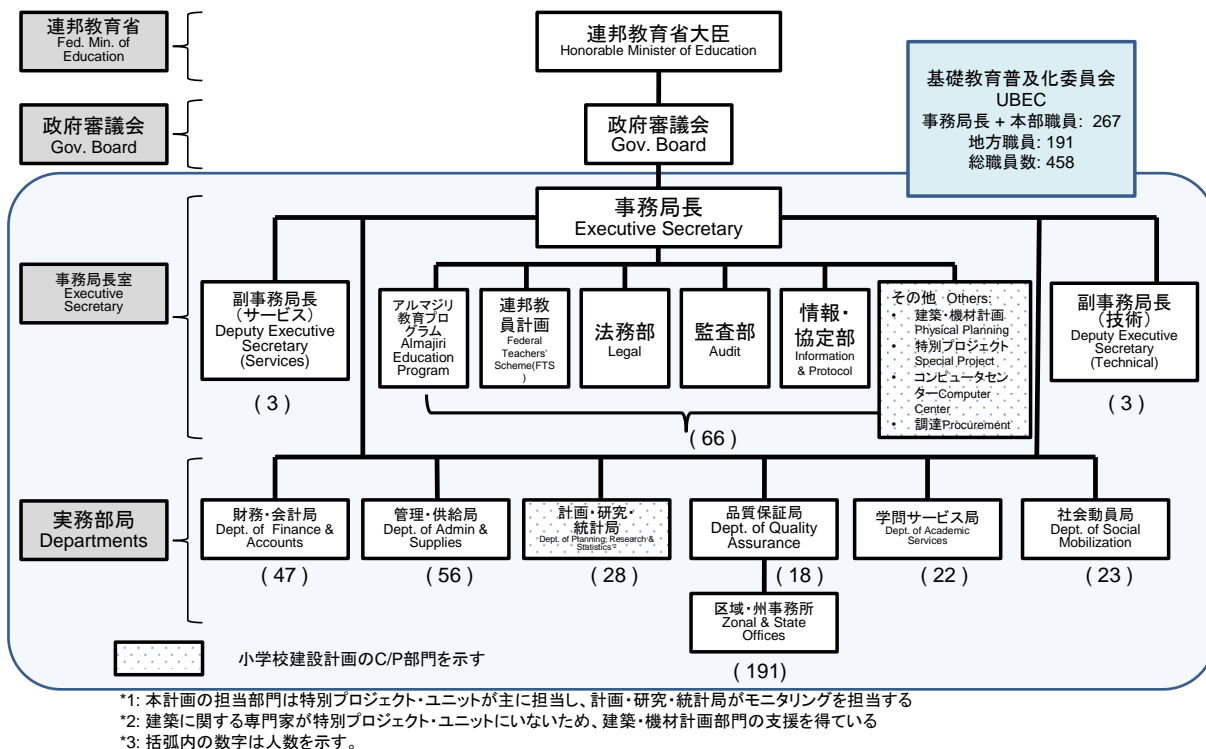 連邦教育省
Fed. Min. of
Education
連邦教育省大臣
Honorable Minister of Education
基礎教育普及化委員会
UBEC
事務局長 + 本部職員: 267
地方職員: 191
総職員数: 458
政府審議会
Gov. Board
政府審議会
Gov. Board
事務局長
Executive Secretary
事務局長室
Executive
Secretary
副事務局長
(サービス)
Deputy Executive
Secretary
(Services)
( 3 )
アルマジリ
教育プロ
グラム
Almajiri
Education
Program
連邦教
員計画
Federal
Teachers'
Scheme(FTS
)
法務部
Legal
監査部
Audit
情報・
協定部
Information
& Protocol
その他 Others:
• 建築・機材計画
Physical Planning
• 特別プロジェクト
Special Project
• コンピュータセン
ターComputer
Center
• 調達Procurement
( 66 )
副事務局長
(技術)
Deputy Executive
Secretary
(Technical)
( 3 )
実務部局
Departments
財務・会計局
Dept. of Finance &
Accounts
( 47 )
管理・供給局
Dept. of Admin &
Supplies
( 56 )
計画・研究・
統計局
Dept. of Planning; Research &
Statistics*2
( 28 )
品質保証局
Dept. of Quality
Assurance
( 18 )
学問サービス局
Dept. of Academic
Services
( 22 )
社会動員局
Dept. of Social
Mobilization
( 23 )
区域・州事務所
Zonal & State
Offices
(191)
小学校建設計画のC/P部門を示す
*1: 本計画の担当部門は特別プロジェクト・ユニットが主に担当し、計画・研究・統計局がモニタリングを担当する
*2: 建築に関する専門家が特別プロジェクト・ユニットにいないため、建築・機材計画部門の支援を得ている
*3: 括弧内の数字は人数を示す。